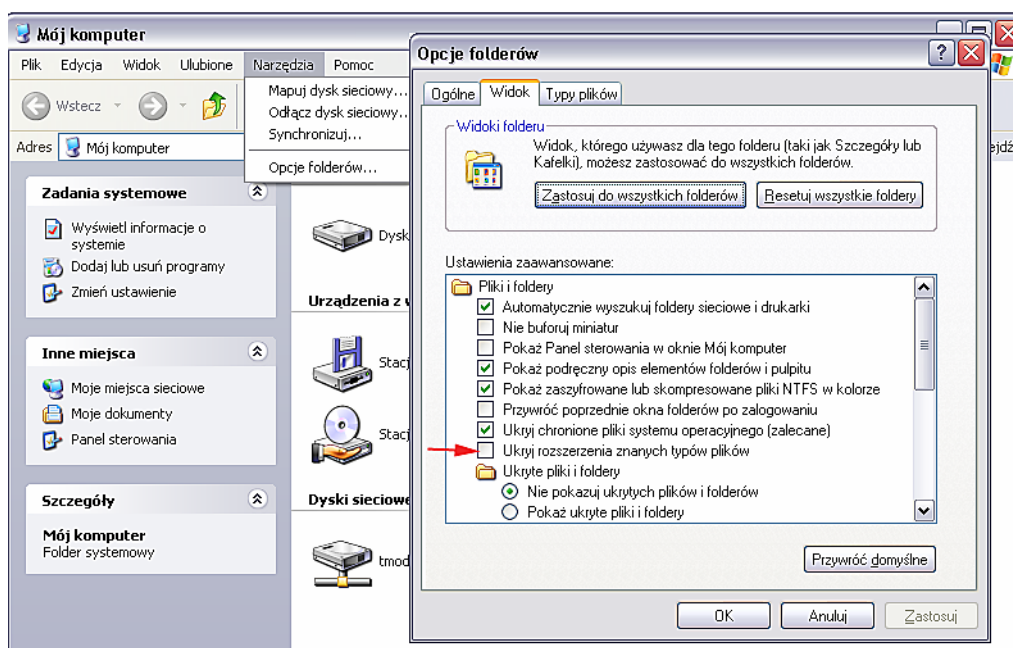 Mój komputer
Plik Edycja Widok Ulubione Narzędzia Pomoc
Wstecz
Adres Mój komputer
Mapuj dysk sieciowy...
Odłącz dysk sieciowy..
Synchronizuj...
Opcje folderów...
Zadania systemowe
Wyświetl informacje o
systemie
Dodaj lub usuń programy
Zmień ustawienie
Inne miejsca
Moje miejsca sieciowe
Moje dokumenty
Panel sterowania
Szczegóły
Mój komputer
Folder systemowy
Dysk
Urządzenia z
Stacj
Stacj
Dyski sieciowe
tmod
Opcje folderów
Ogólne Widok Typy plików
Widoki folderu
Widok, którego używasz dla tego folderu (taki jak Szczegóły lub
Kafelki), możesz zastosować do wszystkich folderów.
Zastosuj do wszystkich folderów Resetuj wszystkie foldery
Ustawienia zaawansowane:
Pliki i foldery
Automatycznie wyszukuj foldery sieciowe i drukarki
Nie buforuj miniatur
Pokaż Panel sterowania w oknie Mój komputer
Pokaż podręczny opis elementów folderów i pulpitu
Pokaż zaszyfrowane lub skompresowane pliki NTFS w kolorze
Przywróć poprzednie okna folderów po zalogowaniu
Ukryj chronione pliki systemu operacyjnego (zalecane)
Ukryj rozszerzenia znanych typów plików
Ukryte pliki i foldery
Nie pokazuj ukrytych plików i folderów
Pokaż ukryte pliki i foldery
Przywróć domyślne
OK Anuluj Zastosuj